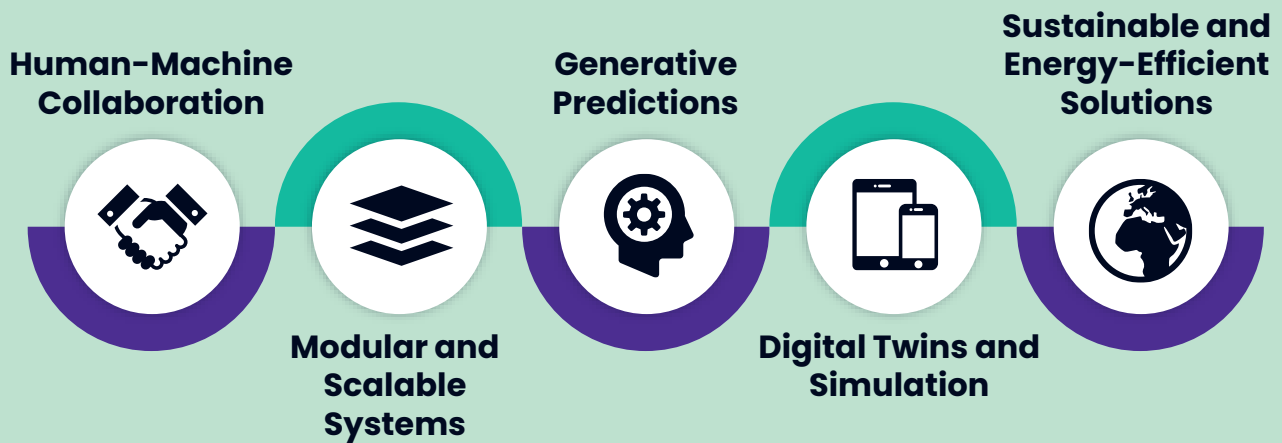 Human-Machine
Collaboration
Modular and
Scalable
Systems
Generative
Predictions
Digital Twins and
Simulation
Sustainable and
Energy-Efficient
Solutions